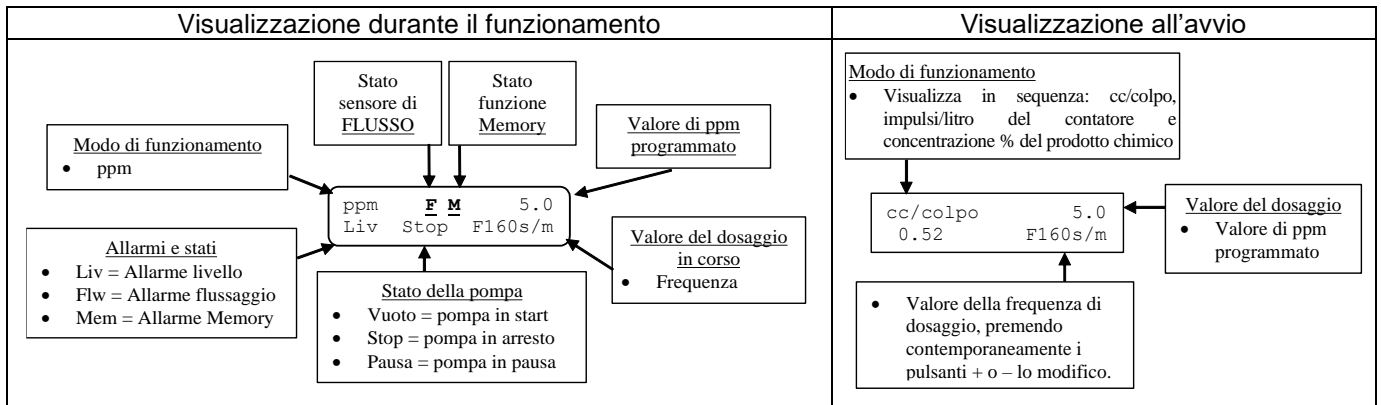 Visualizzazione durante il funzionamento
Visualizzazione all’avvio
Stato
sensore di
FLUSSO
Stato
funzione
Memory
Modo di funzionamento
• ppm
Valore di ppm
programmato
ppm F M 5.0
Liv Stop F160s/m
Allarmi e stati
• Liv = Allarme livello
• Flw = Allarme flussaggio
• Mem = Allarme Memory
Stato della pompa
• Vuoto = pompa in start
• Stop = pompa in arresto
• Pausa = pompa in pausa
Valore del dosaggio
in corso
• Frequenza
Modo di funzionamento
• Visualizza in sequenza: cc/colpo,
impulsi/litro del contatore e
concentrazione % del prodotto chimico
cc/colpo 5.0
0.52 F160s/m
Valore del dosaggio
• Valore di ppm
programmato
• Valore della frequenza di
dosaggio, premendo
contemporaneamente i
pulsanti + o – lo modifico.